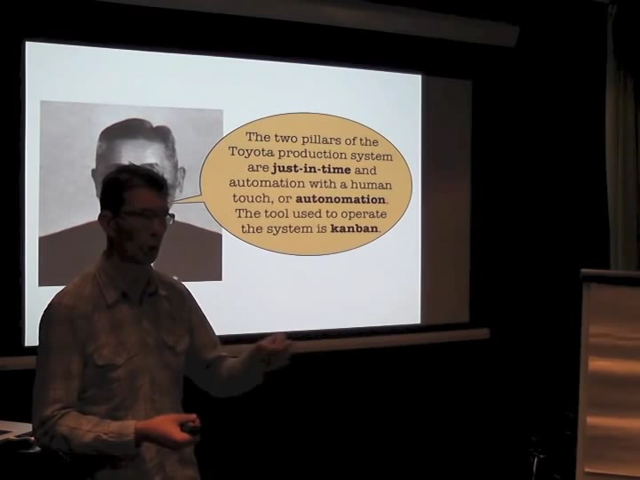 The two pillars of the
Toyota production system
are just-in-time and
automation with a human
touch, or autonomation.
The tool used to operate
the system is kanban.